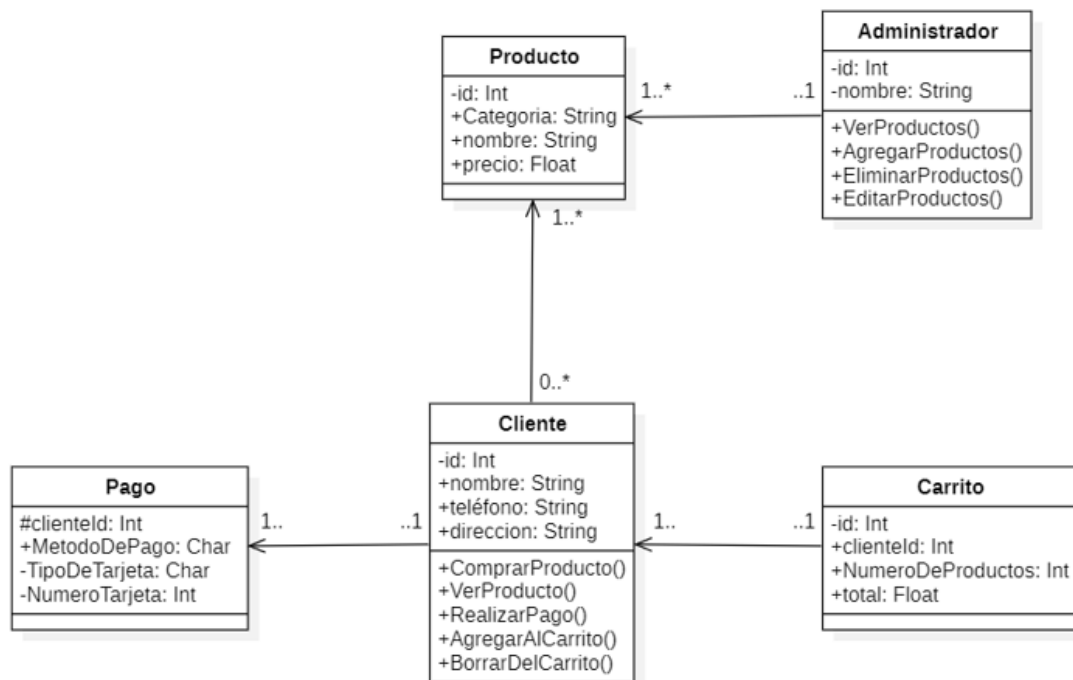 Administrador
-id: Int
-nombre: String
+VerProductos()
+AgregarProductos()
+EliminarProductos()
+EditarProductos()
Producto
-id: Int
+Categoria: String
+nombre: String
+precio: Float
1..*
..1
1..*
0..*
Cliente
-id: Int
+nombre: String
+teléfono: String
+direccion: String
+ComprarProducto()
+VerProducto()
+RealizarPago()
+AgregarAlCarrito()
+BorrarDelCarrito()
Pago
#clienteId: Int
+MetodoDePago: Char
-TipoDeTarjeta: Char
-NumeroTarjeta: Int
1..
..1
1..
..1
Carrito
-id: Int
+clienteId: Int
+NumeroDeProductos: Int
+total: Float